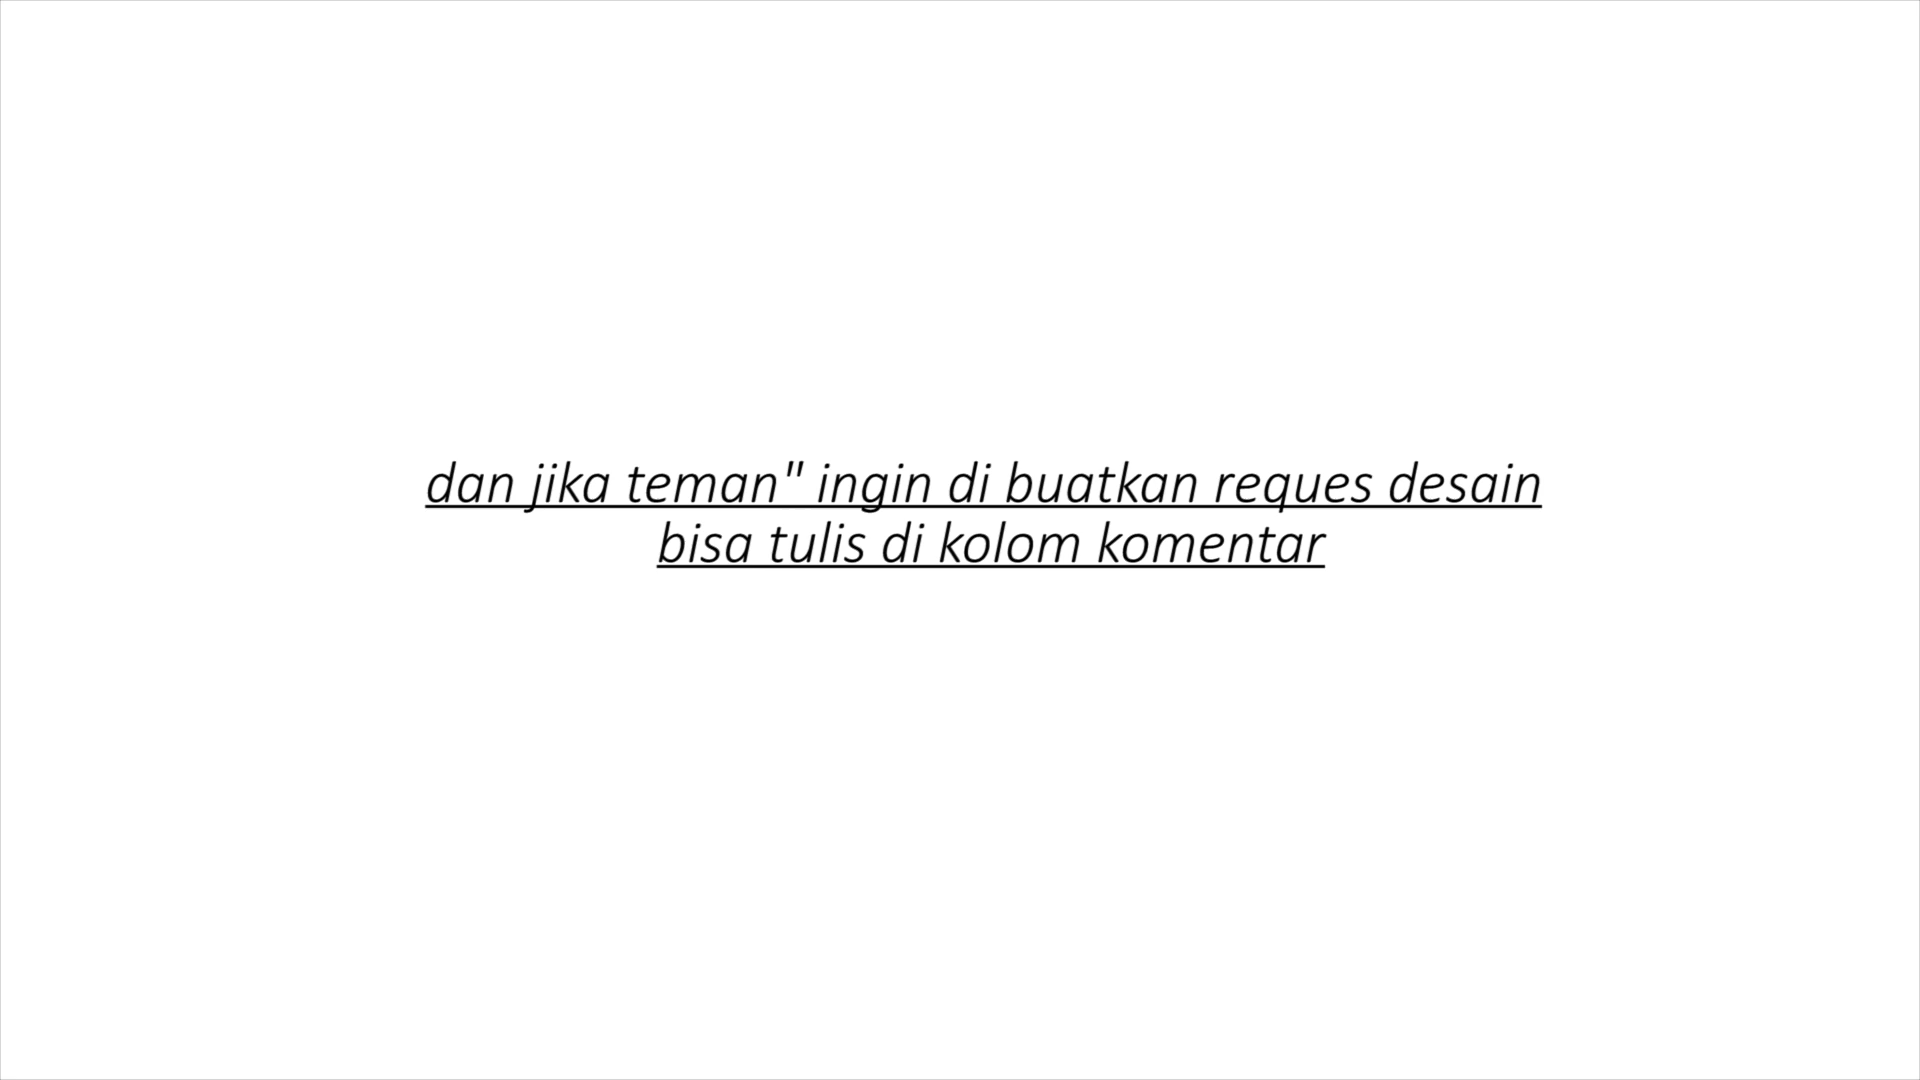 dan jika teman" ingin di buatkan reques desain
bisa tulis di kolom komentar